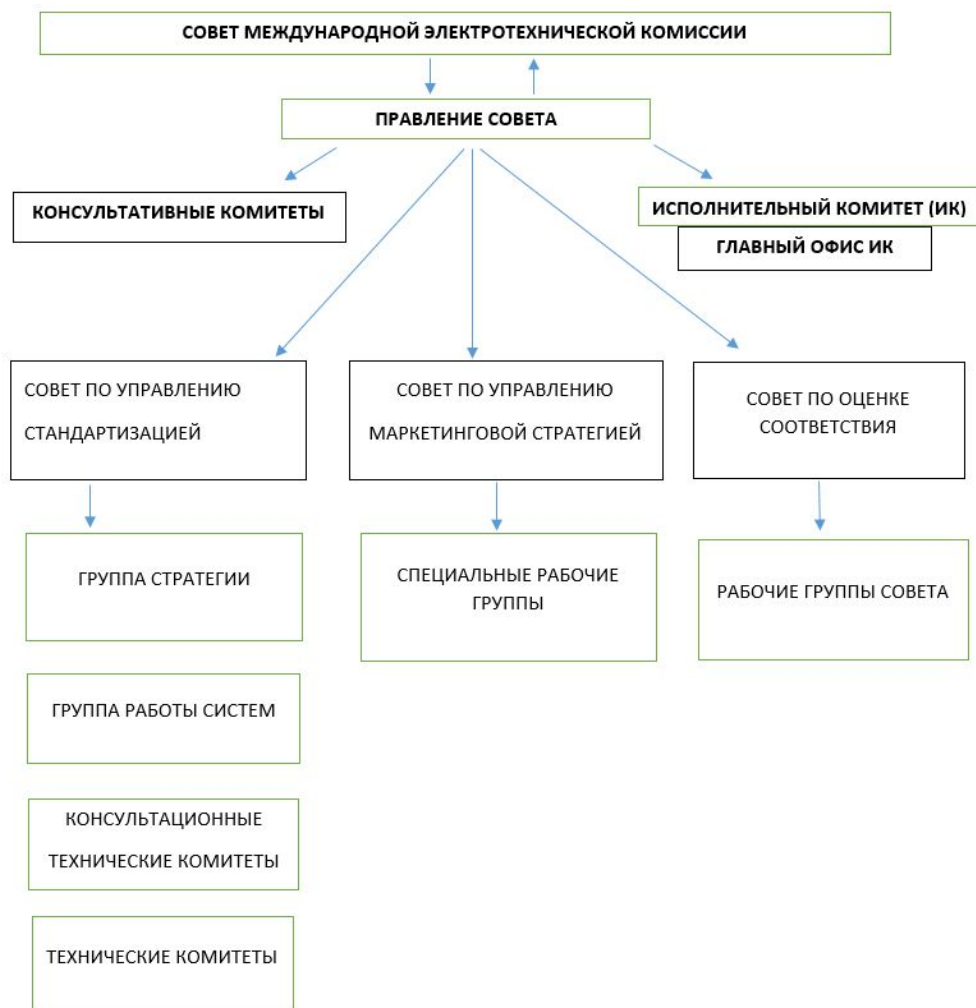 СОВЕТ МЕЖДУНАРОДНОЙ ЭЛЕКТРОТЕХНИЧЕСКОЙ КОМИССИИ
ПРАВЛЕНИЕ СОВЕТА
КОНСУЛЬТАТИВНЫЕ КОМИТЕТЫ
ИСПОЛНИТЕЛЬНЫЙ КОМИТЕТ (ИК)
ГЛАВНЫЙ ОФИС ИК
СОВЕТ ПО УПРАВЛЕНИЮ
СТАНДАРТИЗАЦИЕЙ
СОВЕТ ПО УПРАВЛЕНИЮ
МАРКЕТИНГОВОЙ СТРАТЕГИЕЙ
СОВЕТ ПО ОЦЕНКЕ
СООТВЕТСТВИЯ
ГРУППА СТРАТЕГИИ
СПЕЦИАЛЬНЫЕ РАБОЧИЕ
ГРУППЫ
РАБОЧИЕ ГРУППЫ СОВЕТА
ГРУППА РАБОТЫ СИСТЕМ
КОНСУЛЬТАЦИОННЫЕ
ТЕХНИЧЕСКИЕ КОМИТЕТЫ
ТЕХНИЧЕСКИЕ КОМИТЕТЫ